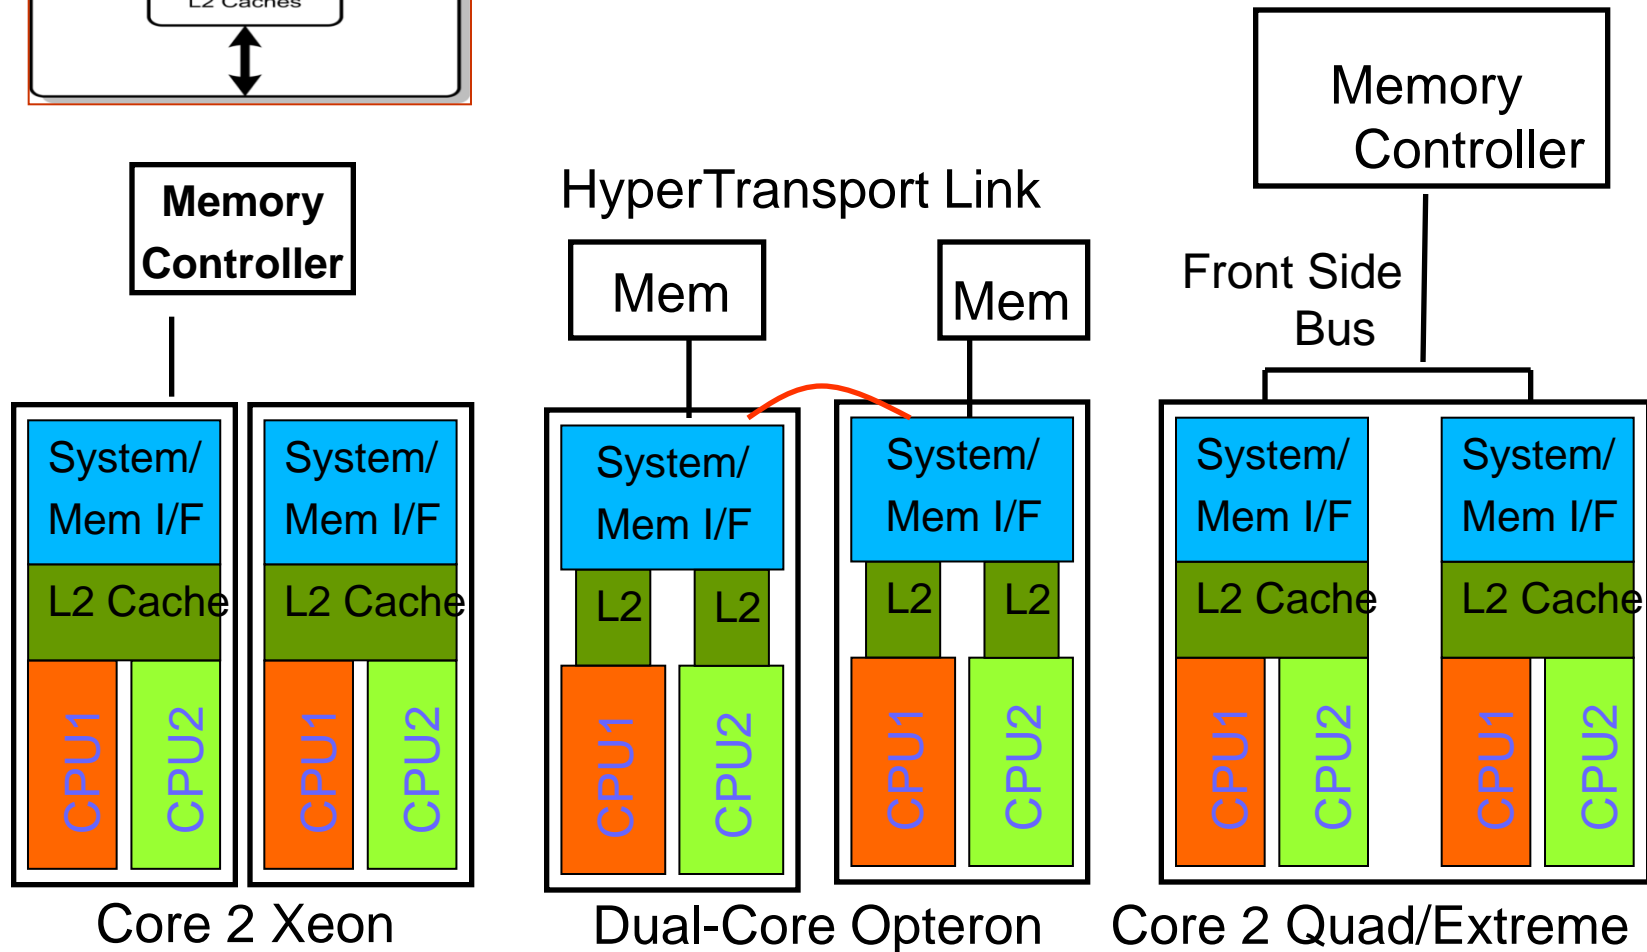 L2 Caches
Memory
Controller
HyperTransport Link
Mem
Mem
Memory
Controller
Front Side
Bus
System/
Mem I/F
L2 Cache
CPU1
CPU2
System/
Mem I/F
L2 Cache
CPU1
CPU2
Core 2 Xeon
System/
Mem I/F
L2
L2
CPU1
CPU2
System/
Mem I/F
L2
L2
CPU1
CPU2
Dual-Core Opteron
System/
Mem I/F
L2 Cache
CPU1
CPU2
System/
Mem I/F
L2 Cache
CPU1
CPU2
Core 2 Quad/Extreme